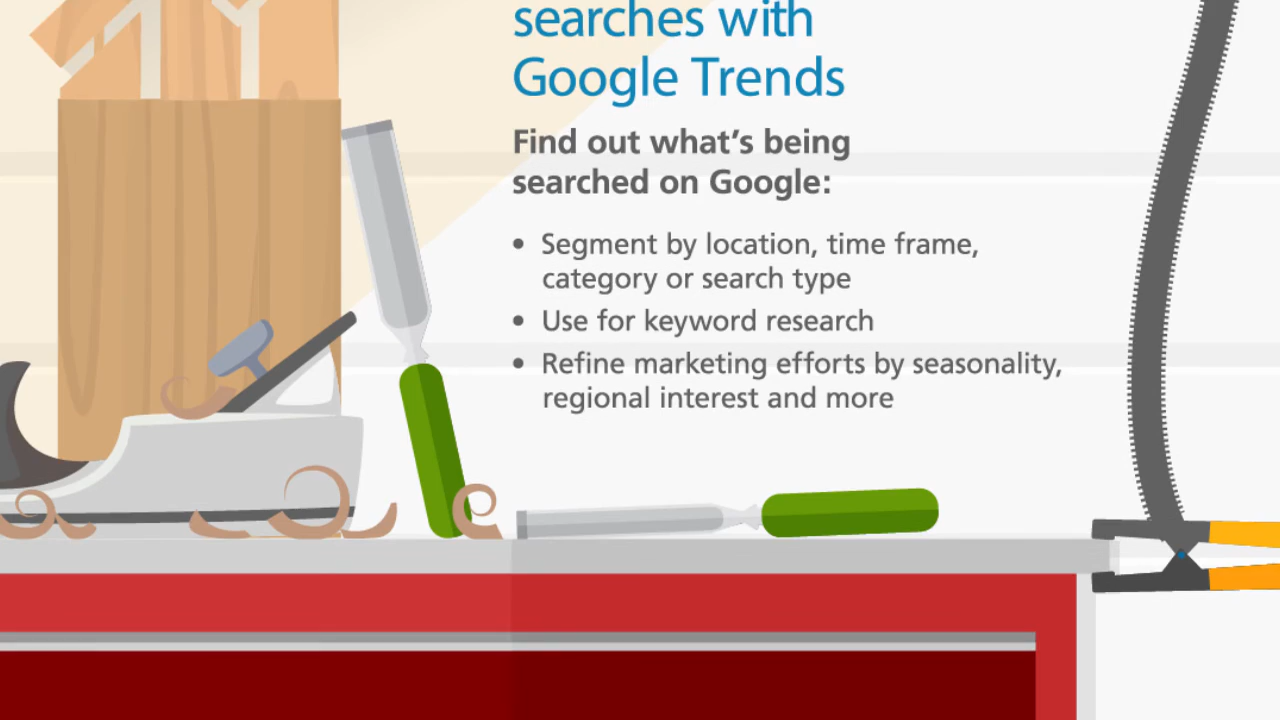 searches with
Google Trends
Find out what’s being
searched on Google:
• Segment by location, time frame,
category or search type
• Use for keyword research
• Refine marketing efforts by seasonality,
regional interest and more